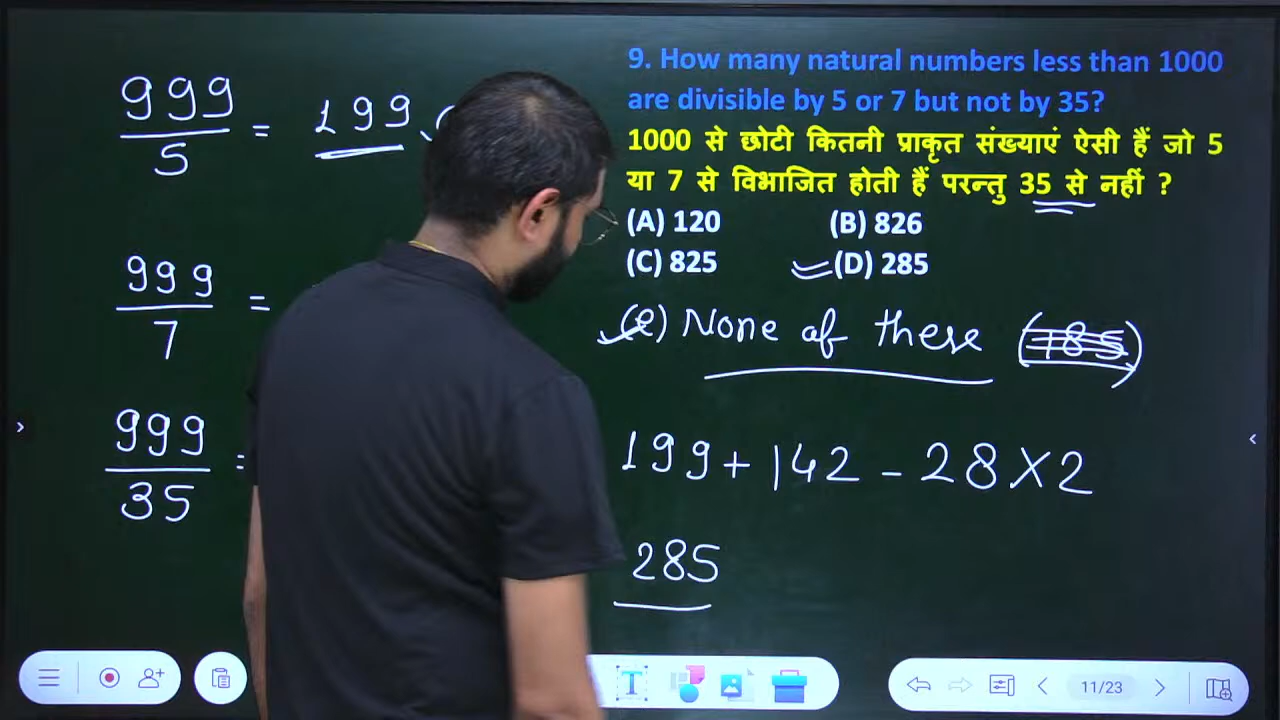 999
5
= 199.
999
7
=
999
35
=
9. How many natural numbers less than 1000
are divisible by 5 or 7 but not by 35?
1000 से छोटी कितनी प्राकृत संख्याएं ऐसी हैं जो 5
या 7 से विभाजित होती हैं परन्तु 35 से नहीं ?
(A) 120 (B) 826
(C) 825 (D) 285
(e) None of these (185)
199 + 142 - 28 X 2
285
T
11/23